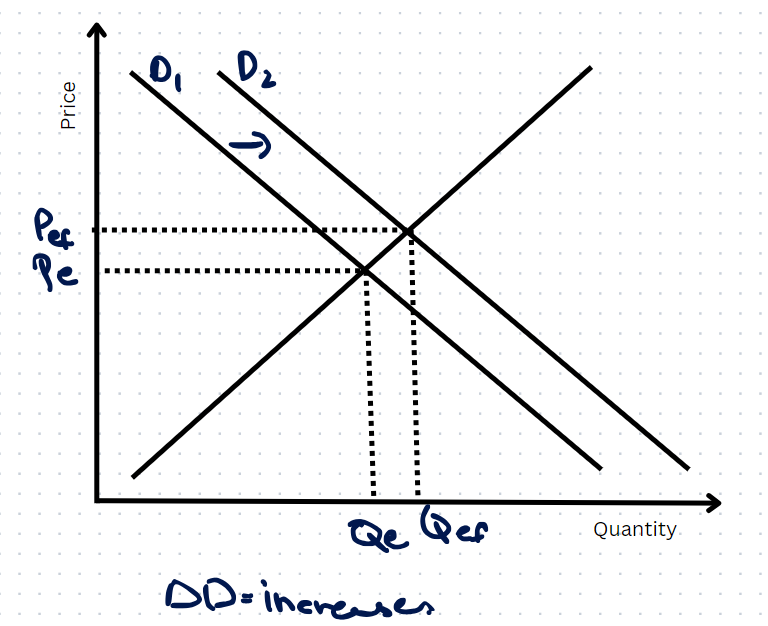 D1
D2
Price
Pef
Pe
Qe
Qef
Quantity
DD=increases